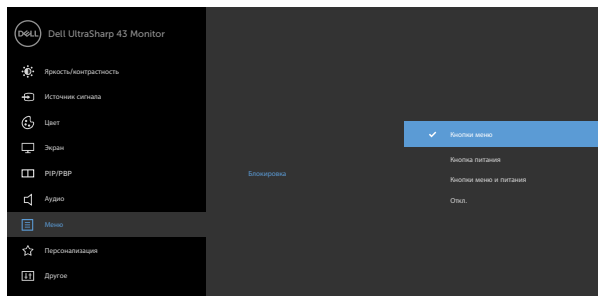 DELL
Dell UltraSharp 43 Monitor
Яркость/контрастность
Источник сигнала
Цвет
Экран
PIP/PBP
Аудио
Меню
Персонализация
Другое
Блокировка
Кнопки меню
Кнопка питания
Кнопки меню и питания
Откл.